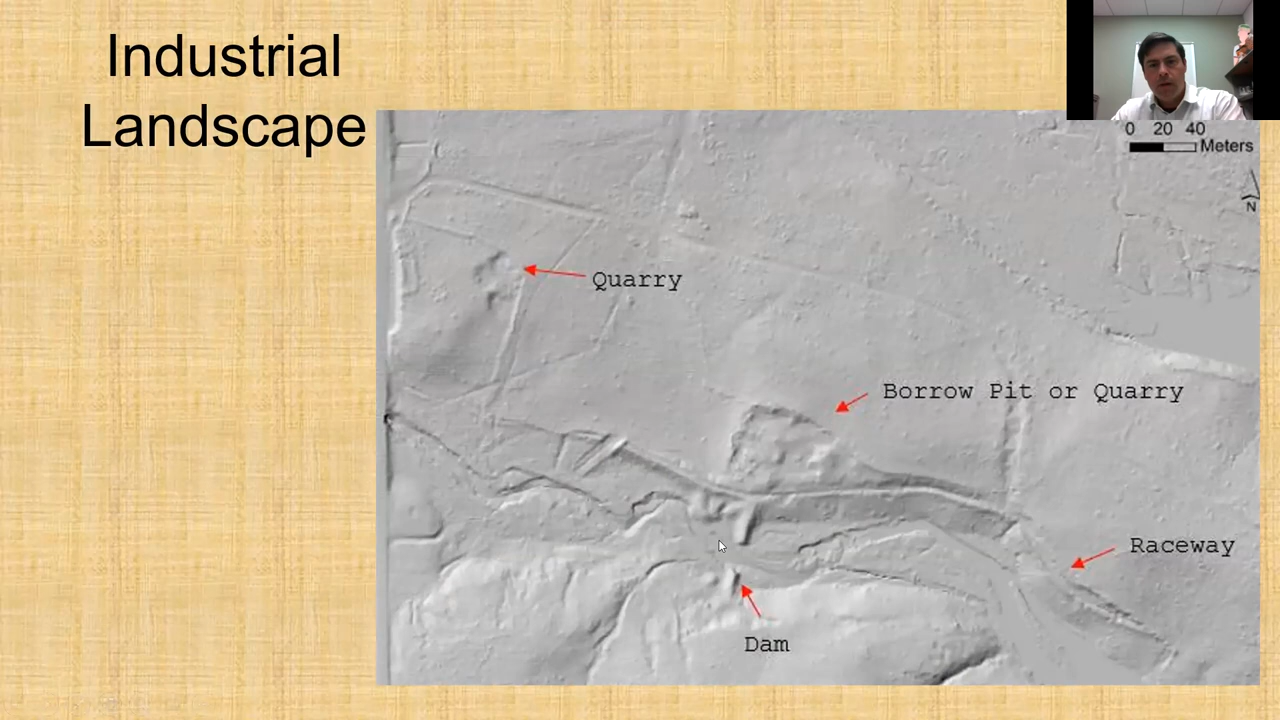 Industrial
Landscape
0 20 40
Meters
N
Quarry
Borrow Pit or Quarry
Raceway
Dam